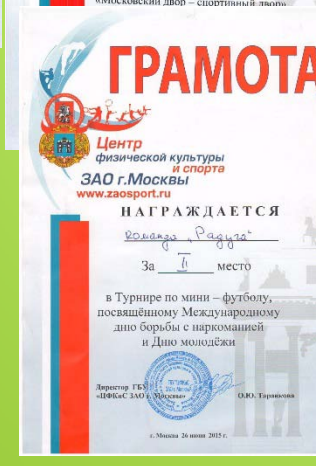 «Московский двор – спортивный двор»
ГРАМОТА
Центр
физической культуры
и спорта
ЗАО г.Москвы
www.zaosport.ru
НАГРАЖДАЕТСЯ
команда „Радуга“
За II место
в Турнире по мини – футболу,
посвящённому Международному
дню борьбы с наркоманией
и Дню молодёжи
Директор ГБУ
«ЦФКиС ЗАО г. Москвы» О.Ю.
г. Москва 26 июня 2015 г.